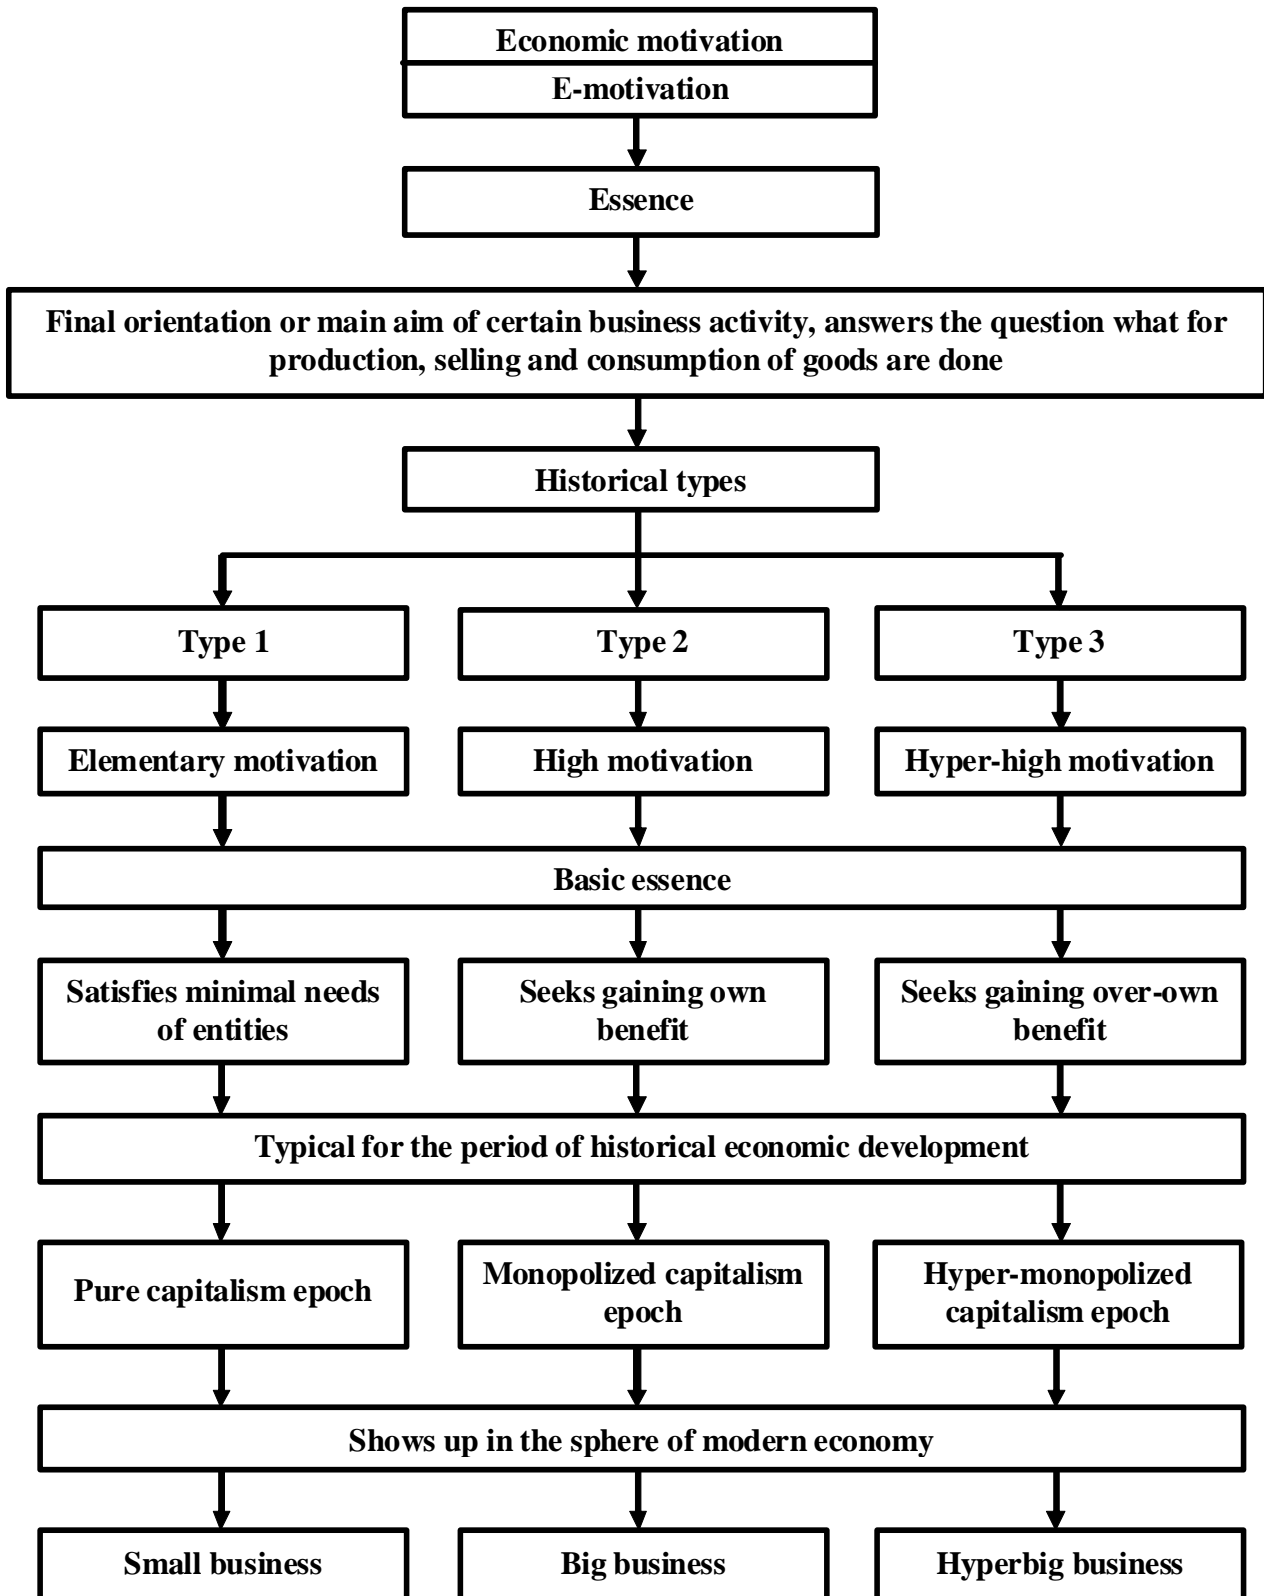 Economic motivation
E-motivation
Essence
Final orientation or main aim of certain business activity, answers the question what for
production, selling and consumption of goods are done
Historical types
Type 1
Type 2
Type 3
Elementary motivation
High motivation
Hyper-high motivation
Basic essence
Satisfies minimal needs
of entities
Seeks gaining own
benefit
Seeks gaining over-own
benefit
Typical for the period of historical economic development
Pure capitalism epoch
Monopolized capitalism
epoch
Hyper-monopolized
capitalism epoch
Shows up in the sphere of modern economy
Small business
Big business
Hyperbig business